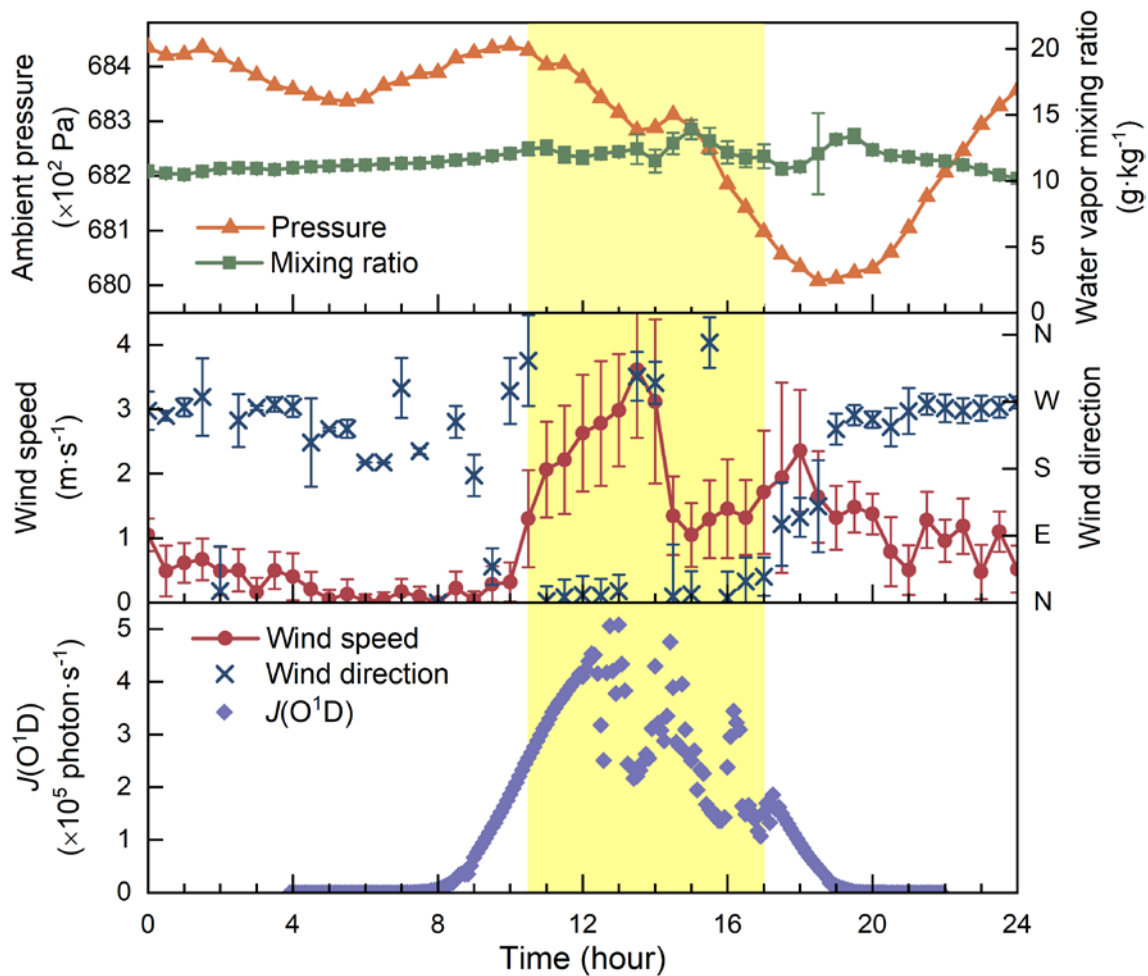 Ambient pressure
(×10² Pa)
684
683
682
681
680
Pressure
Mixing ratio
20
15
10
5
0
Water vapor mixing ratio
(g·kg⁻¹)
Wind speed
(m·s⁻¹)
4
3
2
1
0
N
W
S
E
N
Wind direction
J(O¹D)
(×10⁵ photon·s⁻¹)
5
4
3
2
1
0
Wind speed
Wind direction
J(O¹D)
0 4 8 12 16 20 24
Time (hour)